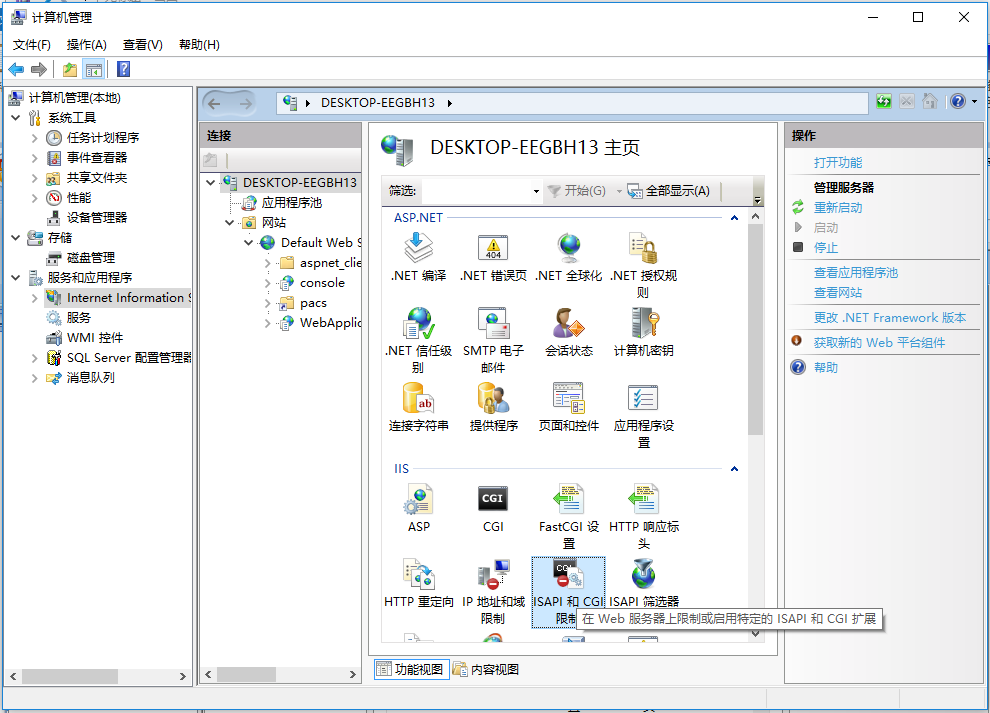 计算机管理
文件(F) 操作(A) 查看(V) 帮助(H)
计算机管理(本地)
系统工具
任务计划程序
事件查看器
共享文件夹
性能
设备管理器
存储
磁盘管理
服务和应用程序
Internet Information S
服务
WMI 控件
SQL Server 配置管理器
消息队列
DESKTOP-EEGBH13
连接
DESKTOP-EEGBH13
应用程序池
网站
Default Web S
aspnet_clie
console
pacs
WebApplic
DESKTOP-EEGBH13 主页
筛选: 开始(G) 全部显示(A)
ASP.NET
.NET 编译
.NET 错误页
.NET 全球化
.NET 授权规
则
.NET 信任级
别
SMTP 电子
邮件
会话状态
计算机密钥
连接字符串
ab
提供程序
页面和控件
应用程序设
置
IIS
ASP
CGI
CGI
FastCGI 设
置
HTTP 响应标
头
HTTP 重定向
IP 地址和域
限制
ISAPI 和 CGI
限制
ISAPI 筛选器
在 Web 服务器上限制或启用特定的 ISAPI 和 CGI 扩展
404
功能视图
内容视图
操作
打开功能
管理服务器
重新启动
启动
停止
查看应用程序池
查看网站
更改 .NET Framework 版本
获取新的 Web 平台组件
帮助